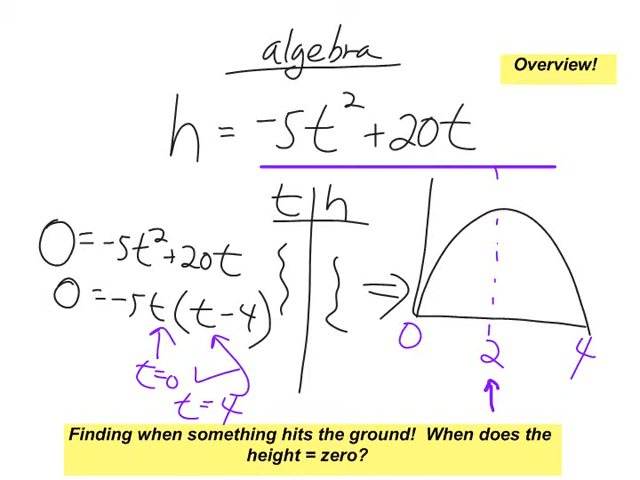 algebra
Overview!
h = -5t² + 20t
t | h
0 = -5t² + 20t
0 = -5t(t - 4)
t = 0
t = 4
0 2 4
Finding when something hits the ground! When does the
height = zero?